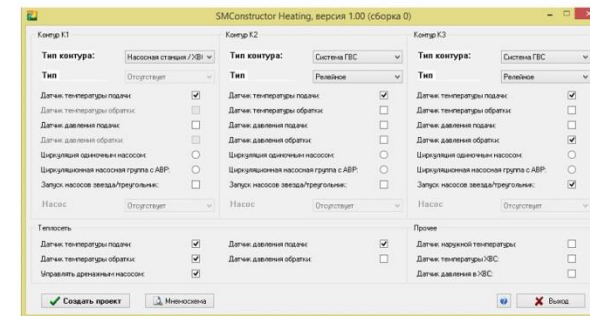 SMConstructor Heating, версия 1.00 (сборка 0)
Контур К1
Тип контура: Насосная станция / ХВ
Тип Отсутствует
Датчик температуры подачи:
Датчик температуры обратки:
Датчик давления подачи:
Датчик давления обратки:
Циркуляция одиночным насосом:
Циркуляционная насосная группа с АВР:
Запуск насосов звезда/треугольник:
Насос Отсутствует
Контур К2
Тип контура: Система ГВС
Тип Релейное
Датчик температуры подачи:
Датчик температуры обратки:
Датчик давления подачи:
Датчик давления обратки:
Циркуляция одиночным насосом:
Циркуляционная насосная группа с АВР:
Запуск насосов звезда/треугольник:
Насос Отсутствует
Контур К3
Тип контура: Система ГВС
Тип Релейное
Датчик температуры подачи:
Датчик температуры обратки:
Датчик давления подачи:
Датчик давления обратки:
Циркуляция одиночным насосом:
Циркуляционная насосная группа с АВР:
Запуск насосов звезда/треугольник:
Насос Отсутствует
Теплосеть
Датчик температуры подачи:
Датчик температуры обратки:
Управлять дренажным насосом:
Датчик давления подачи:
Датчик давления обратки:
Прочее
Датчик наружной температуры:
Датчик температуры ХВС:
Датчик давления ХВС:
Создать проект
Мнемосхема
Выход